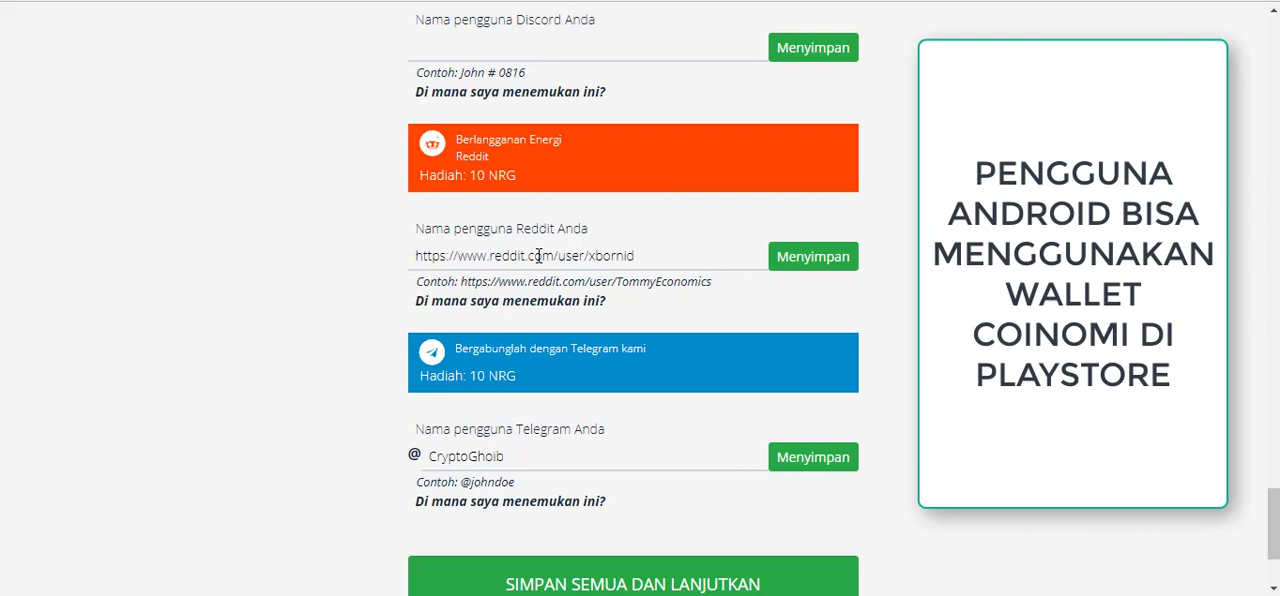 Nama pengguna Discord Anda
Menyimpan
Contoh: John # 0816
Di mana saya menemukan ini?
Berlangganan Energi
Reddit
Hadiah: 10 NRG
Nama pengguna Reddit Anda
https://www.reddit.com/user/xbornid
Menyimpan
Contoh: https://www.reddit.com/user/TommyEconomics
Di mana saya menemukan ini?
Bergabunglah dengan Telegram kami
Hadiah: 10 NRG
Nama pengguna Telegram Anda
@ CryptoGhoib
Menyimpan
Contoh: @johndoe
Di mana saya menemukan ini?
SIMPAN SEMUA DAN LANJUTKAN
PENGGUNA
ANDROID BISA
MENGGUNAKAN
WALLET
COINOMI DI
PLAYSTORE